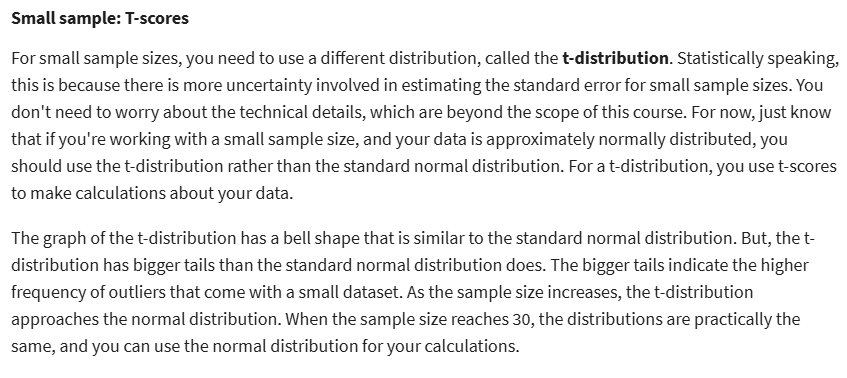 Small sample: T-scores
For small sample sizes, you need to use a different distribution, called the t-distribution. Statistically speaking,
this is because there is more uncertainty involved in estimating the standard error for small sample sizes. You
don't need to worry about the technical details, which are beyond the scope of this course. For now, just know
that if you're working with a small sample size, and your data is approximately normally distributed, you
should use the t-distribution rather than the standard normal distribution. For a t-distribution, you use t-scores
to make calculations about your data.
The graph of the t-distribution has a bell shape that is similar to the standard normal distribution. But, the t-
distribution has bigger tails than the standard normal distribution does. The bigger tails indicate the higher
frequency of outliers that come with a small dataset. As the sample size increases, the t-distribution
approaches the normal distribution. When the sample size reaches 30, the distributions are practically the
same, and you can use the normal distribution for your calculations.